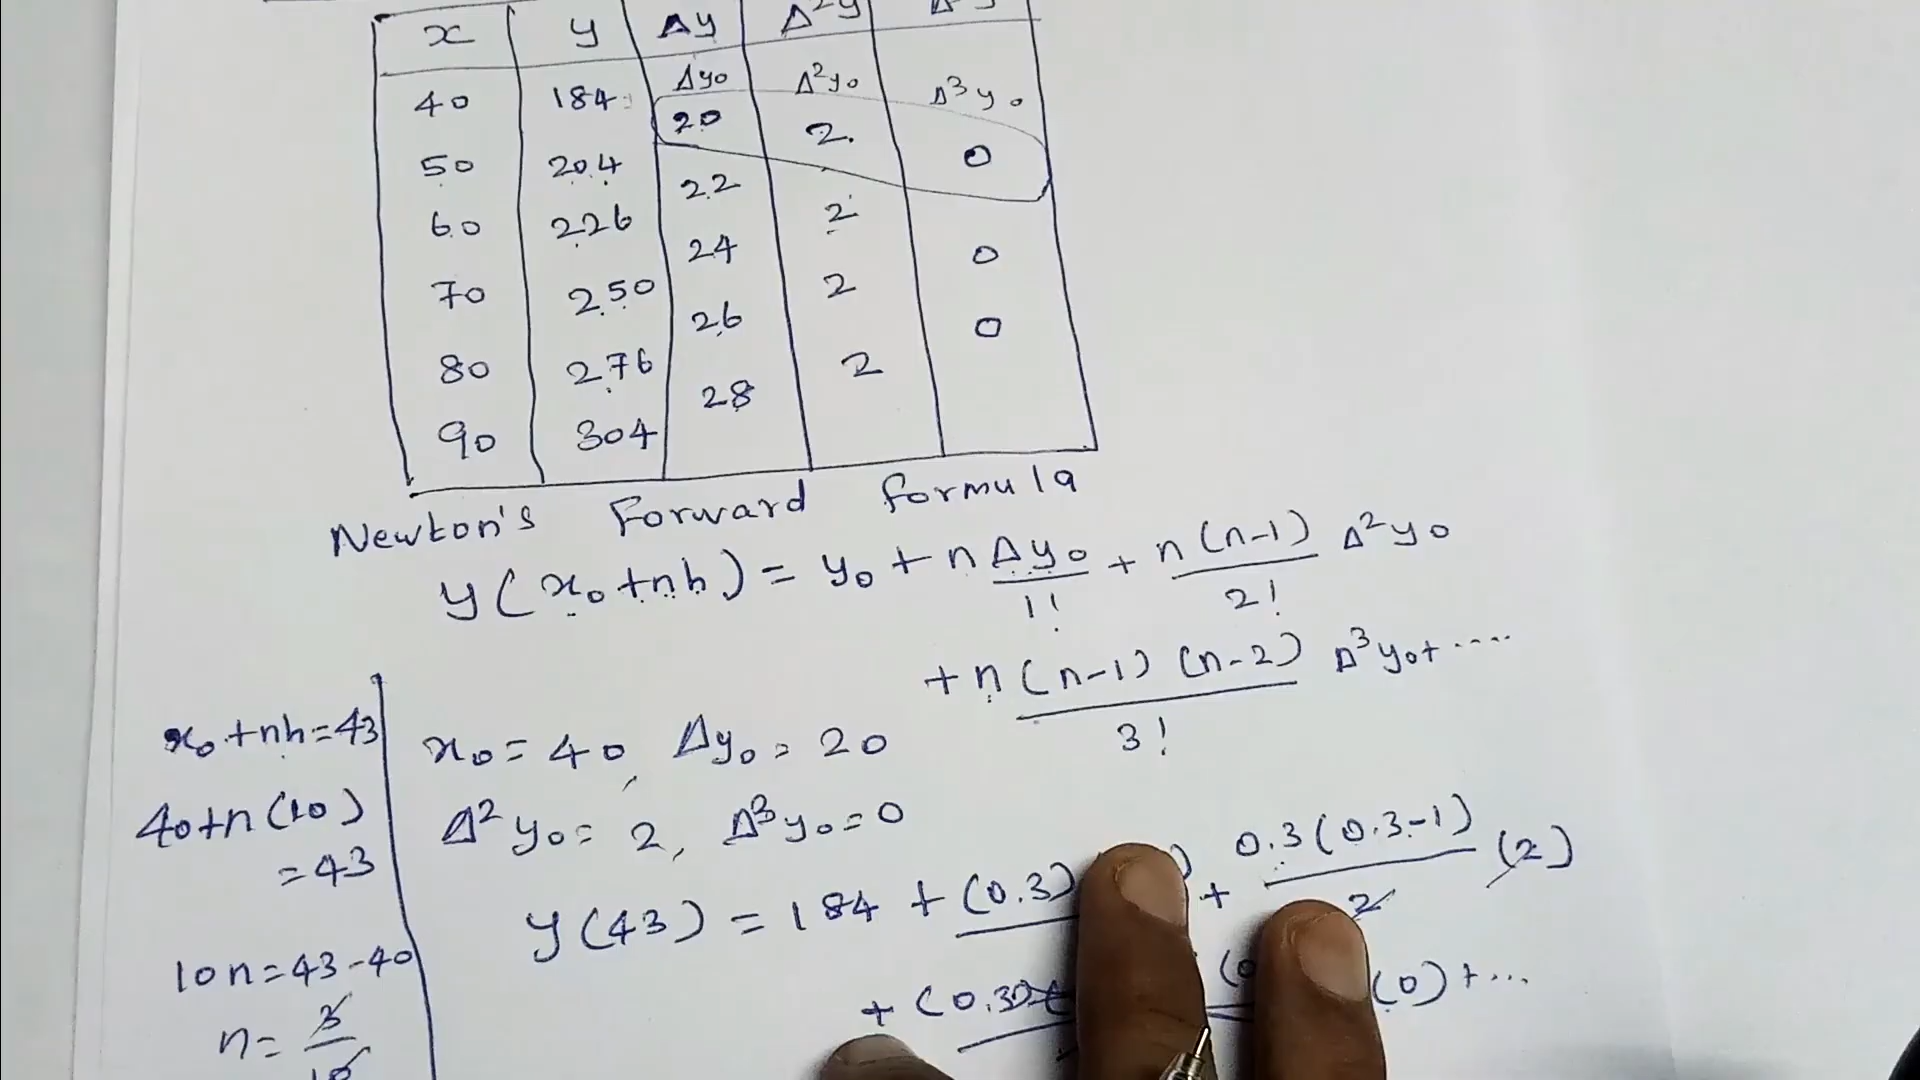 x y Δy Δ²y
Δy₀ Δ²y₀ Δ³y₀
40 184
20 2 0
50 204
22 2
60 226
24 0
70 250 2
26 0
80 276
28 2
90 304
Newton's Forward formula
y(x₀+nh) = y₀ + nΔy₀/1! + n(n-1)/2! Δ²y₀
+ n(n-1)(n-2)/3! Δ³y₀+ ....
x₀+nh=43
40+n(10)
=43
10n=43-40
n= 3/10
x₀= 40, Δy₀= 20
Δ²y₀= 2, Δ³y₀=0
y(43) = 184 + (0.3) + 0.3(0.3-1)/2 (2)
+ (0.3) (0)+...